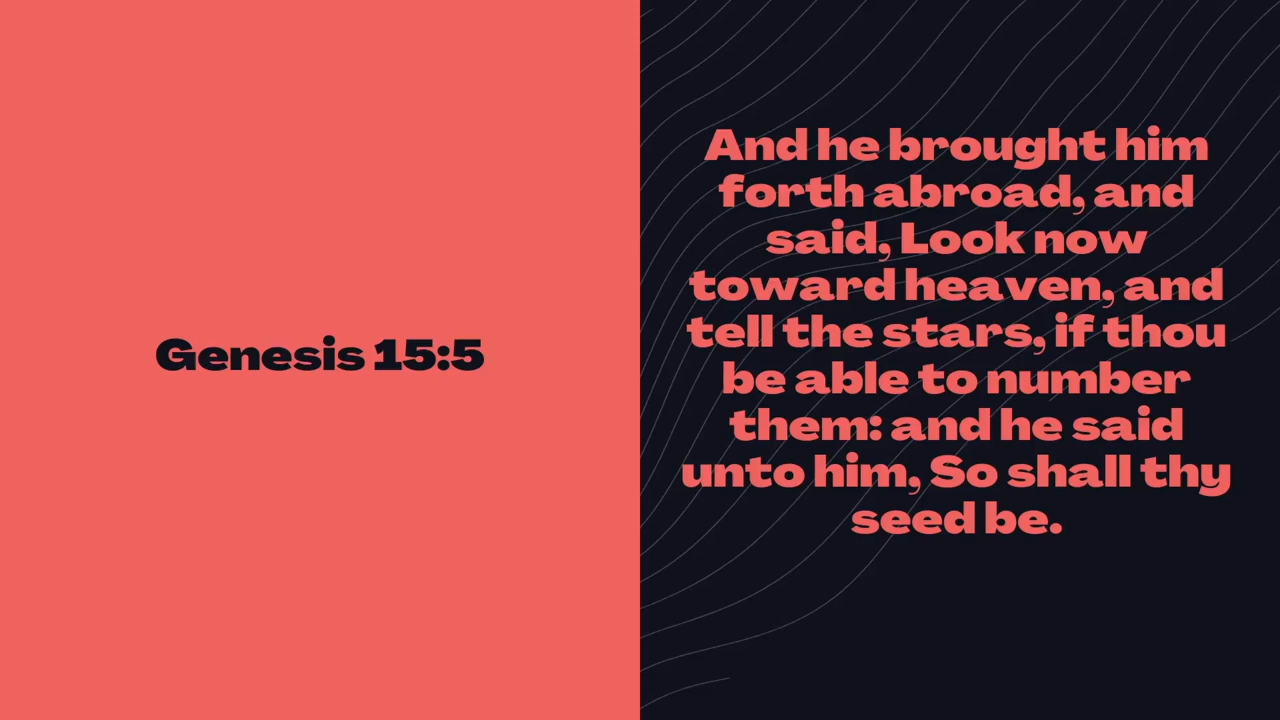 Genesis 15:5
And he brought him
forth abroad, and
said, Look now
toward heaven, and
tell the stars, if thou
be able to number
them: and he said
unto him, So shall thy
seed be.